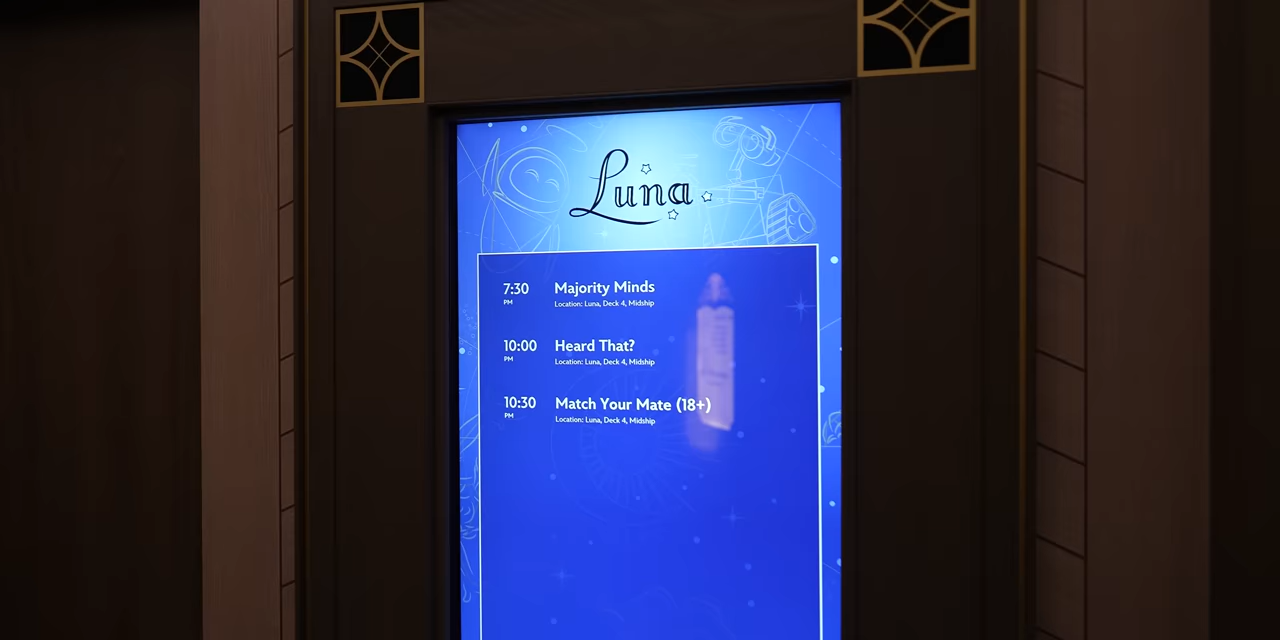 Luna
7:30 PM
Majority Minds
Location: Luna, Deck 4, Midship
10:00 PM
Heard That?
Location: Luna, Deck 4, Midship
10:30 PM
Match Your Mate (18+)
Location: Luna, Deck 4, Midship